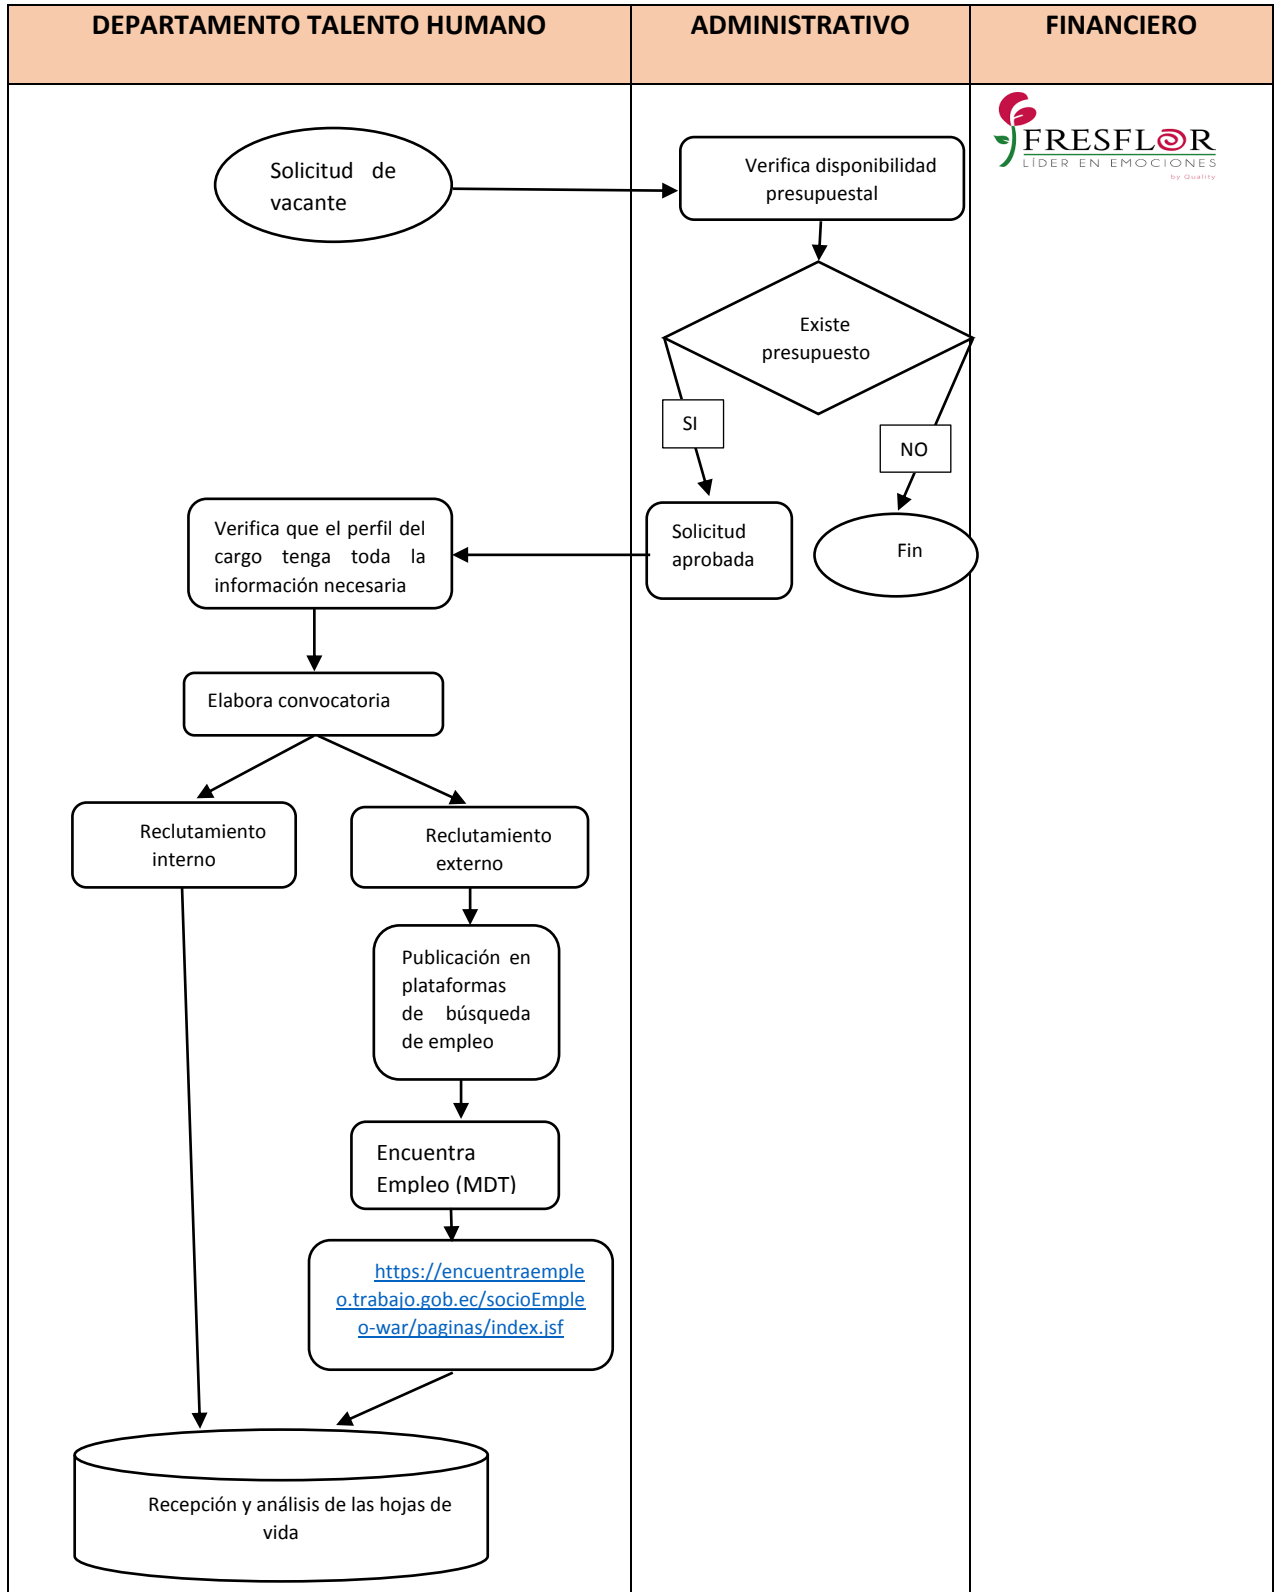 DEPARTAMENTO TALENTO HUMANO
ADMINISTRATIVO
FINANCIERO
FRESFLOR
LÍDER EN EMOCIONES
by Quality
Solicitud de
vacante
Verifica disponibilidad
presupuestal
Existe
presupuesto
SI
NO
Solicitud
aprobada
Fin
Verifica que el perfil del
cargo tenga toda la
información necesaria
Elabora convocatoria
Reclutamiento
interno
Reclutamiento
externo
Publicación en
plataformas
de búsqueda
de empleo
Encuentra
Empleo (MDT)
https://encuentraemple
o.trabajo.gob.ec/socioEmple
o-war/paginas/index.jsf
Recepción y análisis de las hojas de
vida